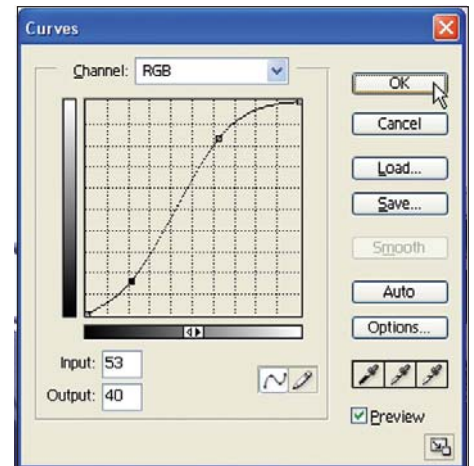 Curves
Channel: RGB
OK
Cancel
Load...
Save...
Smooth
Auto
Options...
Input: 53
Output: 40
Preview